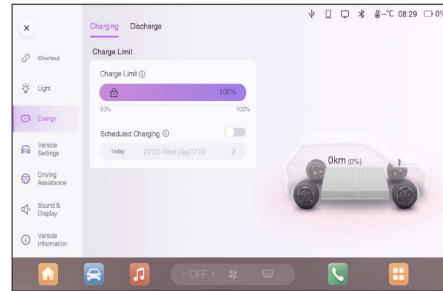 Charging Discharge
--℃ 08:29 0%
Shortcut
Charge Limit
Charge Limit
100%
50% 100%
Light
Energy
Scheduled Charging
Today 22:00-Next Day07:00 >
Vehicle
Settings
0km (0%)
Driving
Assistance
Sound &
Display
Vehicle
Information
< OFF >